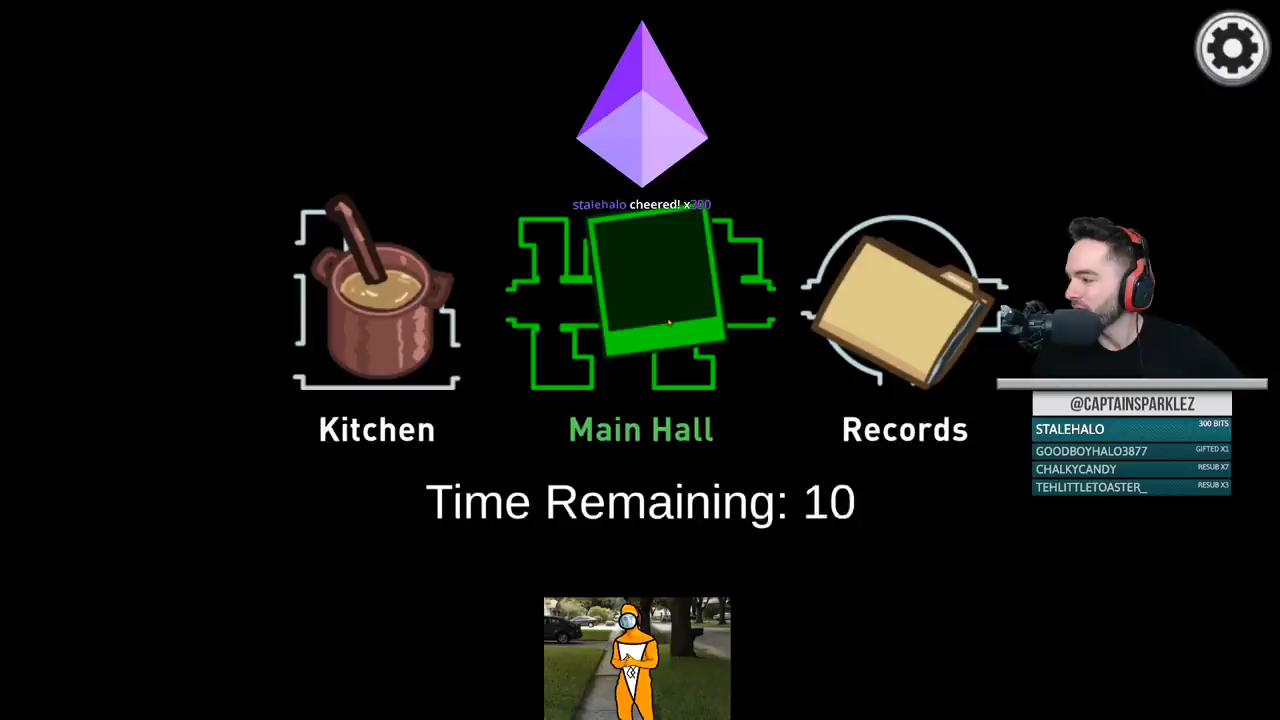 stalehalo cheered! x300
Kitchen
Main Hall
Records
Time Remaining: 10
@CAPTAINSPARKLEZ
STALEHALO 300 BITS
GOODBOYHALO3877 GIFTED X1
CHALKYCANDY RESUB X7
TEHLITTLETOASTER_ RESUB X3